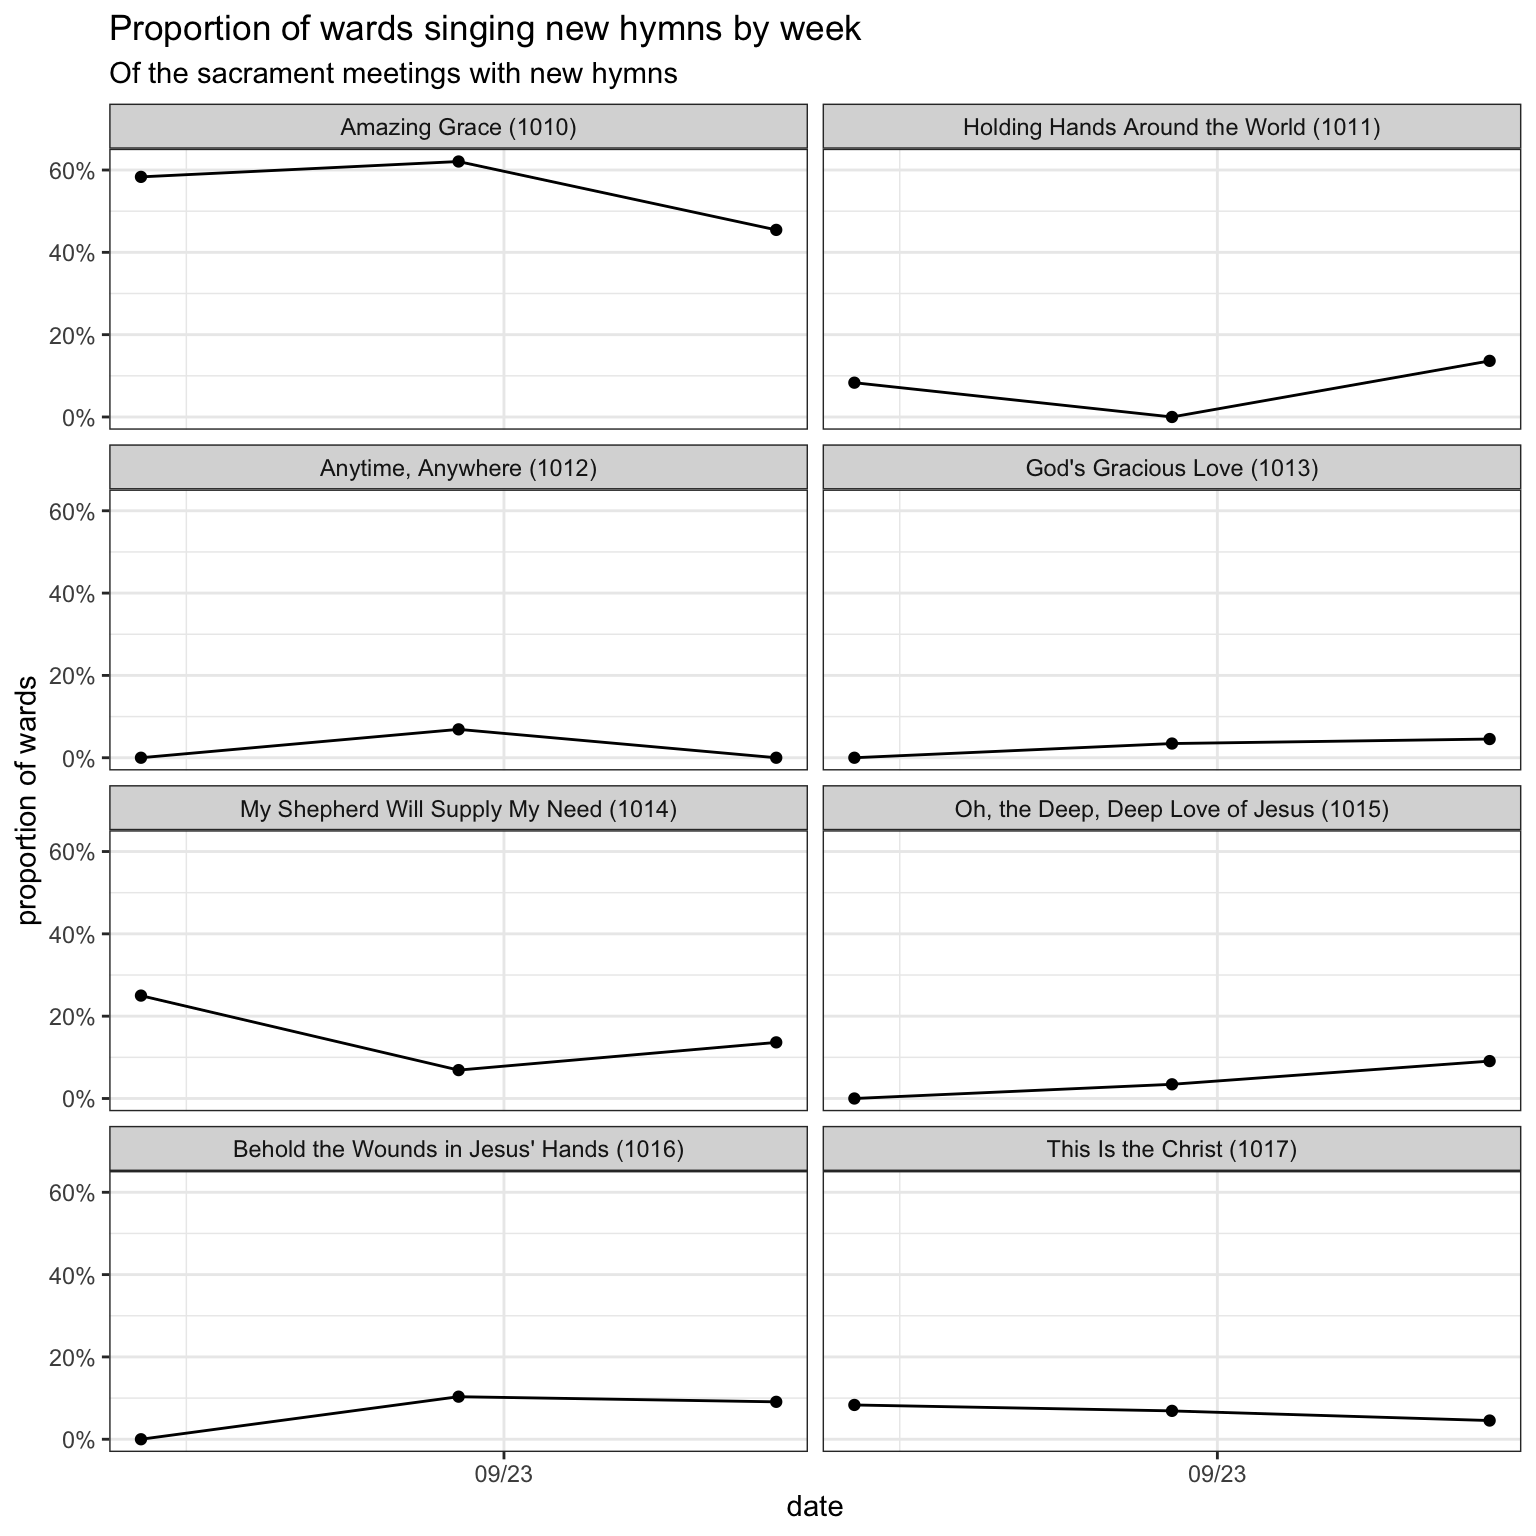 Proportion of wards singing new hymns by week
Of the sacrament meetings with new hymns
Amazing Grace (1010)
Holding Hands Around the World (1011)
60%
40%
20%
0%
Anytime, Anywhere (1012)
God's Gracious Love (1013)
60%
40%
20%
0%
My Shepherd Will Supply My Need (1014)
Oh, the Deep, Deep Love of Jesus (1015)
60%
40%
20%
0%
Behold the Wounds in Jesus' Hands (1016)
This Is the Christ (1017)
60%
40%
20%
0%
proportion of wards
09/23
09/23
date